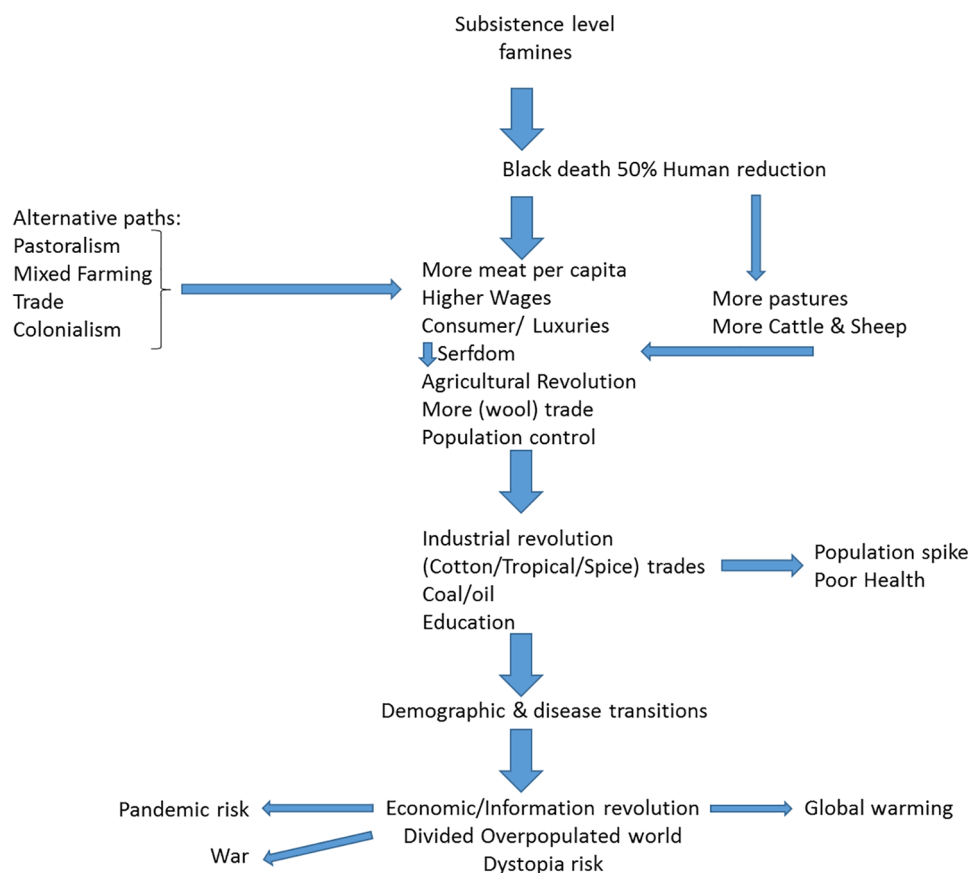 Subsistence level
famines
Black death 50% Human reduction
Alternative paths:
Pastoralism
Mixed Farming
Trade
Colonialism
More meat per capita
Higher Wages
Consumer/ Luxuries
Serfdom
Agricultural Revolution
More (wool) trade
Population control
More pastures
More Cattle & Sheep
Industrial revolution
(Cotton/Tropical/Spice) trades
Coal/oil
Education
Population spike
Poor Health
Demographic & disease transitions
Pandemic risk
Economic/Information revolution
Divided Overpopulated world
Dystopia risk
Global warming
War